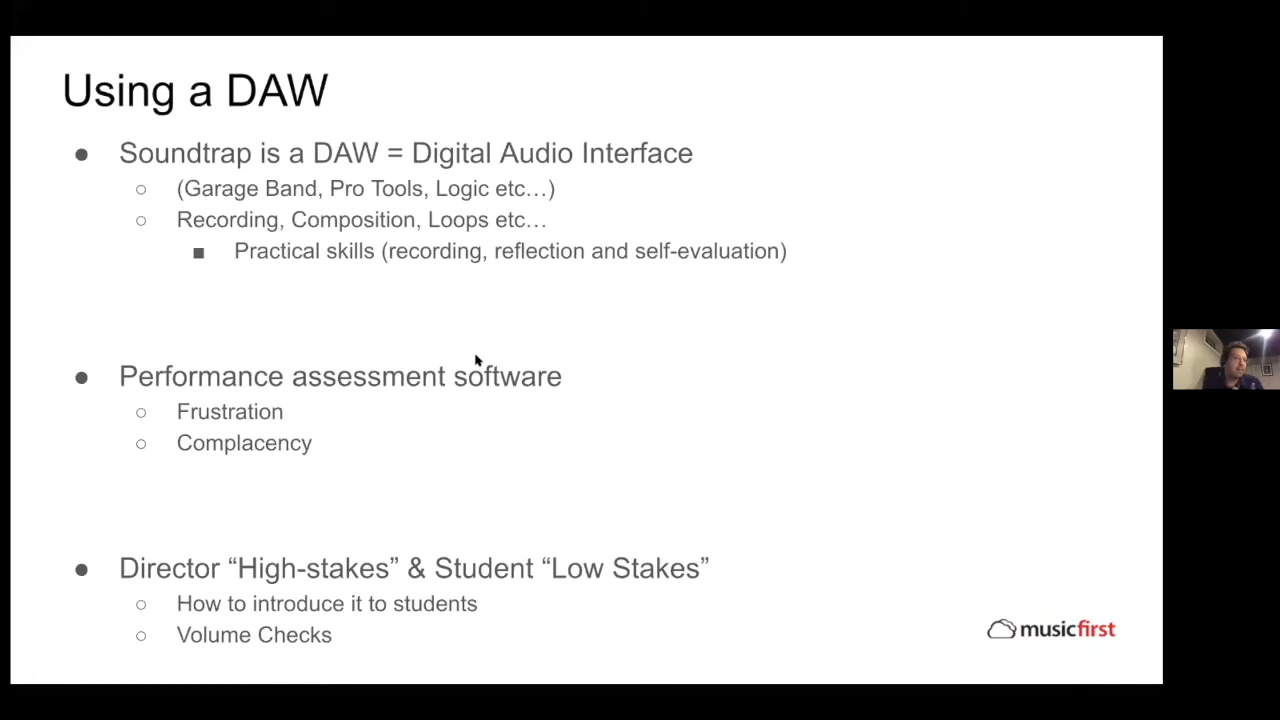 Using a DAW
● Soundtrap is a DAW = Digital Audio Interface
○ (Garage Band, Pro Tools, Logic etc…)
○ Recording, Composition, Loops etc…
■ Practical skills (recording, reflection and self-evaluation)
● Performance assessment software
○ Frustration
○ Complacency
● Director “High-stakes” & Student “Low Stakes”
○ How to introduce it to students
○ Volume Checks
musicfirst